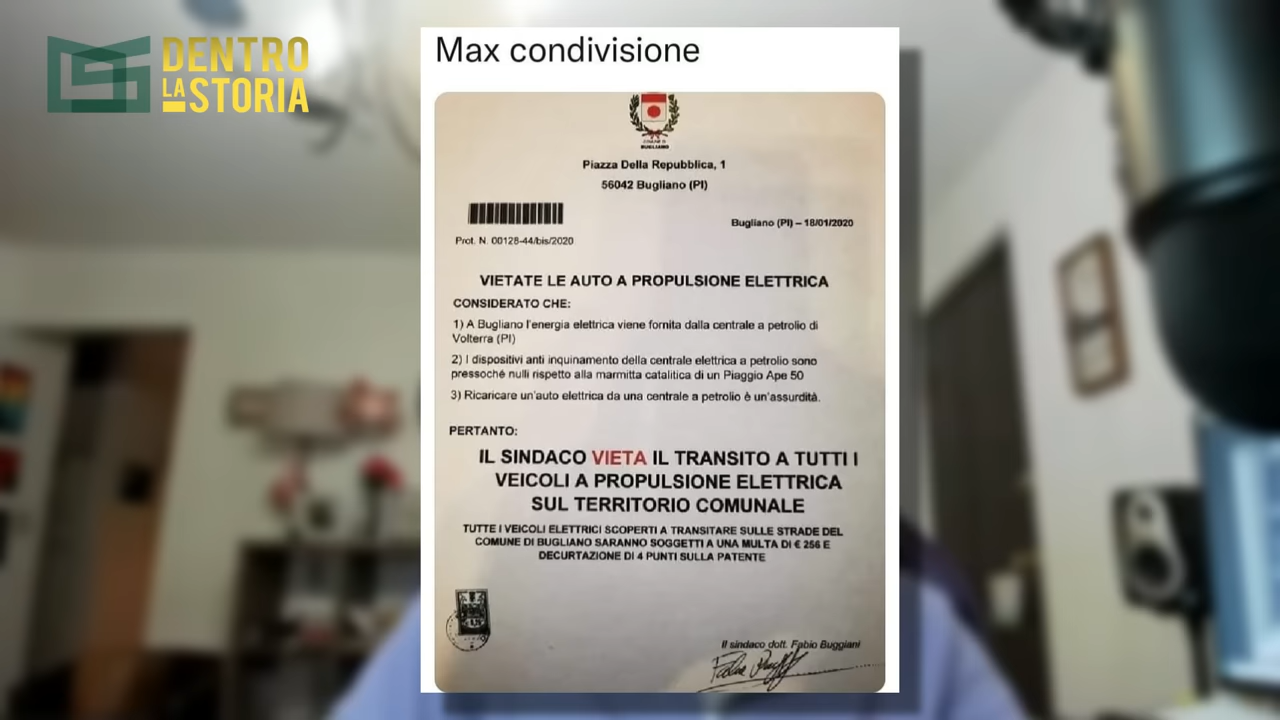 DENTRO
LA STORIA
Max condivisione
COMUNE DI
BUGLIANO
Piazza Della Repubblica, 1
56042 Bugliano (PI)
Bugliano (PI) – 18/01/2020
Prot. N. 00128-44/bis/2020
VIETATE LE AUTO A PROPULSIONE ELETTRICA
CONSIDERATO CHE:
1) A Bugliano l'energia elettrica viene fornita dalla centrale a petrolio di
Volterra (PI)
2) I dispositivi anti inquinamento della centrale elettrica a petrolio sono
pressoché nulli rispetto alla marmitta catalitica di un Piaggio Ape 50
3) Ricaricare un'auto elettrica da una centrale a petrolio è un'assurdità.
PERTANTO:
IL SINDACO VIETA IL TRANSITO A TUTTI I
VEICOLI A PROPULSIONE ELETTRICA
SUL TERRITORIO COMUNALE
TUTTE I VEICOLI ELETTRICI SCOPERTI A TRANSITARE SULLE STRADE DEL
COMUNE DI BUGLIANO SARANNO SOGGETTI A UNA MULTA DI € 256 E
DECURTAZIONE DI 4 PUNTI SULLA PATENTE
Il sindaco dott. Fabio Buggiani